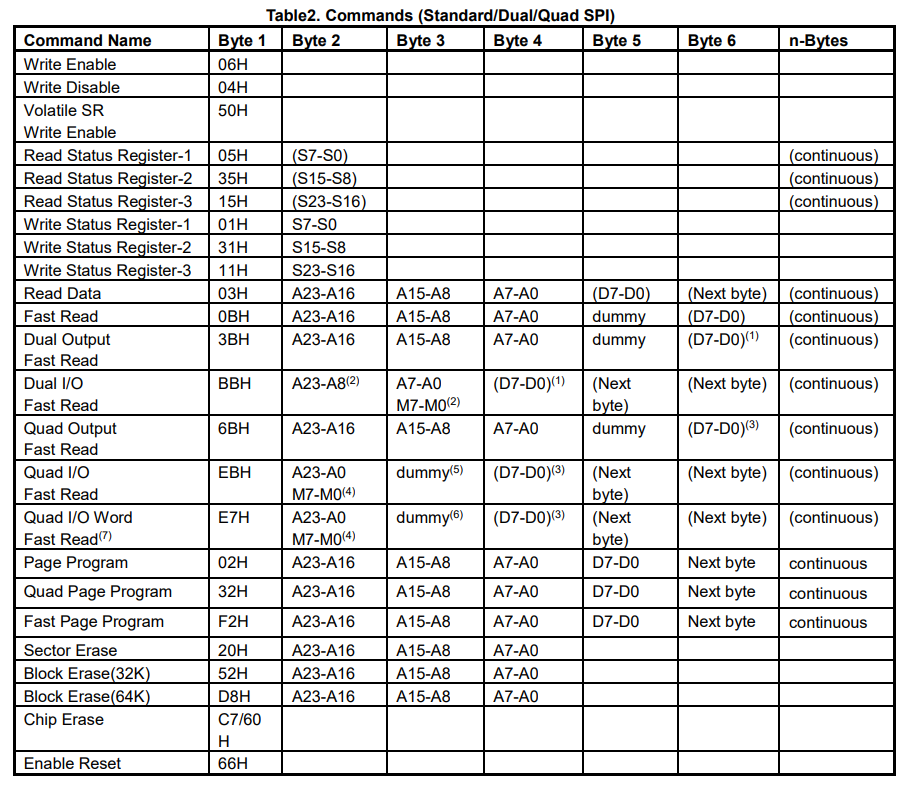 Table2. Commands (Standard/Dual/Quad SPI)
Command Name Byte 1 Byte 2 Byte 3 Byte 4 Byte 5 Byte 6 n-Bytes
Write Enable 06H
Write Disable 04H
Volatile SR 50H
Write Enable
Read Status Register-1 05H (S7-S0) (continuous)
Read Status Register-2 35H (S15-S8) (continuous)
Read Status Register-3 15H (S23-S16) (continuous)
Write Status Register-1 01H S7-S0
Write Status Register-2 31H S15-S8
Write Status Register-3 11H S23-S16
Read Data 03H A23-A16 A15-A8 A7-A0 (D7-D0) (Next byte) (continuous)
Fast Read 0BH A23-A16 A15-A8 A7-A0 dummy (D7-D0) (continuous)
Dual Output 3BH A23-A16 A15-A8 A7-A0 dummy (D7-D0)(1) (continuous)
Fast Read
Dual I/O BBH A23-A8(2) A7-A0 (D7-D0)(1) (Next (Next byte) (continuous)
Fast Read M7-M0(2) byte)
Quad Output 6BH A23-A16 A15-A8 A7-A0 dummy (D7-D0)(3) (continuous)
Fast Read
Quad I/O EBH A23-A0 dummy(5) (D7-D0)(3) (Next (Next byte) (continuous)
Fast Read M7-M0(4) byte)
Quad I/O Word E7H A23-A0 dummy(6) (D7-D0)(3) (Next (Next byte) (continuous)
Fast Read(7) M7-M0(4) byte)
Page Program 02H A23-A16 A15-A8 A7-A0 D7-D0 Next byte continuous
Quad Page Program 32H A23-A16 A15-A8 A7-A0 D7-D0 Next byte continuous
Fast Page Program F2H A23-A16 A15-A8 A7-A0 D7-D0 Next byte continuous
Sector Erase 20H A23-A16 A15-A8 A7-A0
Block Erase(32K) 52H A23-A16 A15-A8 A7-A0
Block Erase(64K) D8H A23-A16 A15-A8 A7-A0
Chip Erase C7/60
H
Enable Reset 66H